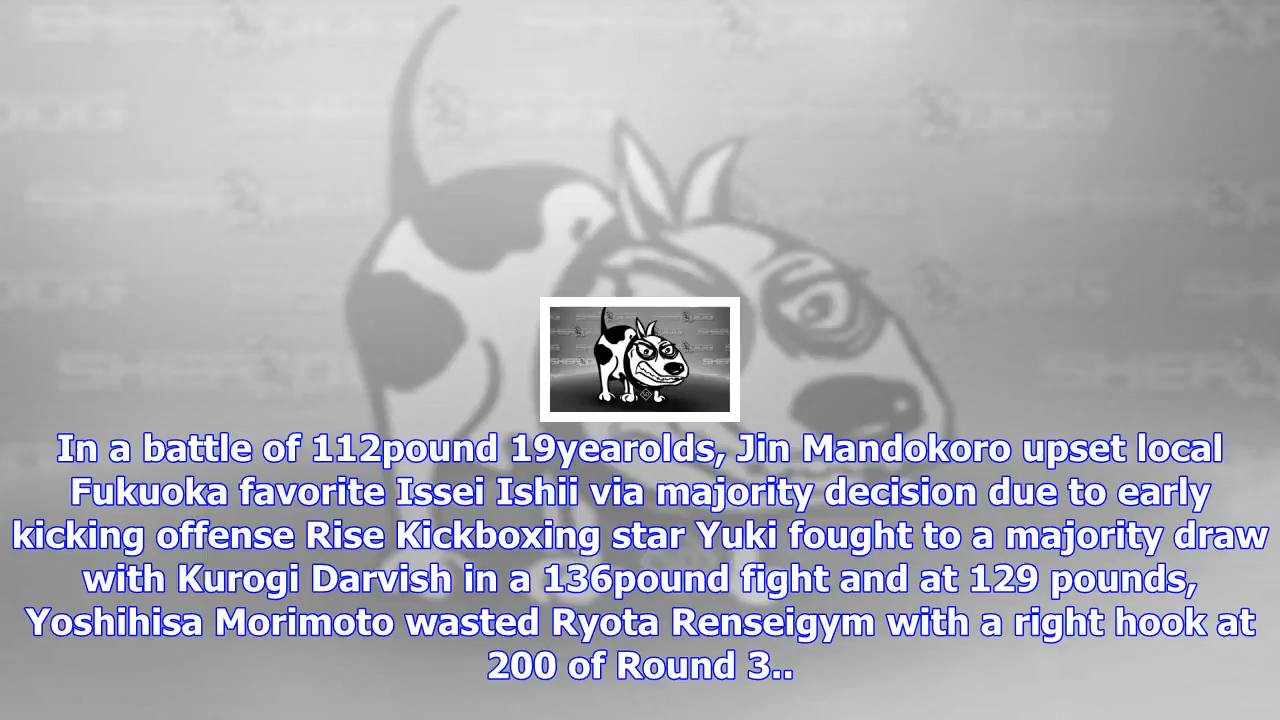 In a battle of 112pound 19yearolds, Jin Mandokoro upset local
Fukuoka favorite Issei Ishii via majority decision due to early
kicking offense Rise Kickboxing star Yuki fought to a majority draw
with Kurogi Darvish in a 136pound fight and at 129 pounds,
Yoshihisa Morimoto wasted Ryota Renseigym with a right hook at
200 of Round 3..